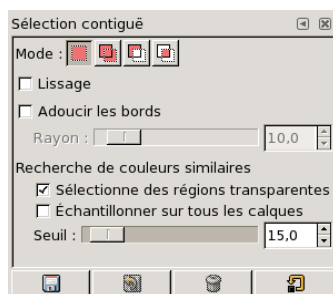 Sélection contiguë
Mode :
Lissage
Adoucir les bords
Rayon : 10,0
Recherche de couleurs similaires
Sélectionne des régions transparentes
Échantillonner sur tous les calques
Seuil : 15,0